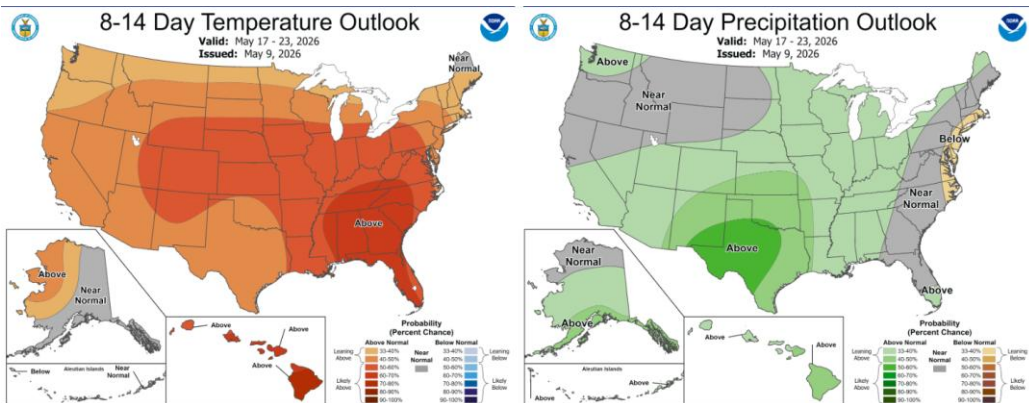 8-14 Day Temperature Outlook
Valid: May 17 - 23, 2026
Issued: May 9, 2026
Near
Normal
Above
Above
Near
Normal
Above
Above
Above
Below
Aleutian Islands
Near
Normal
Probability
(Percent Chance)
Above Normal
Below Normal
Leaning
Above
33-40%
40-50%
Near
Normal
33-40%
40-50%
Leaning
Below
Likely
Above
50-60%
60-70%
70-80%
80-90%
90-100%
50-60%
60-70%
70-80%
80-90%
90-100%
Likely
Below
8-14 Day Precipitation Outlook
Valid: May 17 - 23, 2026
Issued: May 9, 2026
Above
Near
Normal
Below
Near
Normal
Above
Above
Near
Normal
Above
Above
Above
Above
Aleutian Islands
Above
Probability
(Percent Chance)
Above Normal
Below Normal
Leaning
Above
33-40%
40-50%
Near
Normal
33-40%
40-50%
Leaning
Below
Likely
Above
50-60%
60-70%
70-80%
80-90%
90-100%
50-60%
60-70%
70-80%
80-90%
90-100%
Likely
Below